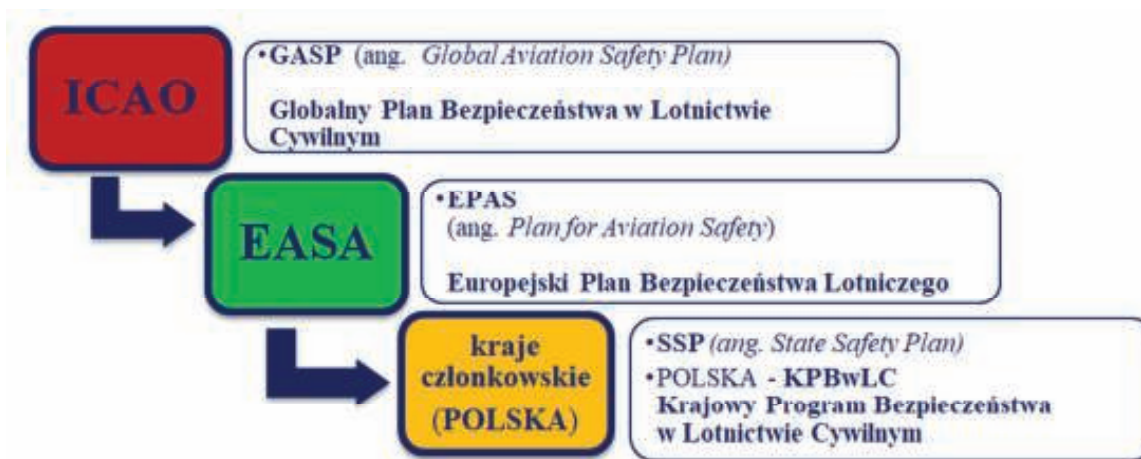 ICAO
•GASP (ang. Global Aviation Safety Plan)
Globalny Plan Bezpieczeństwa w Lotnictwie
Cywilnym
EASA
•EPAS
(ang. Plan for Aviation Safety)
Europejski Plan Bezpieczeństwa Lotniczego
kraje
członkowskie
(POLSKA)
•SSP (ang. State Safety Plan)
•POLSKA - KPBwLC
Krajowy Program Bezpieczeństwa
w Lotnictwie Cywilnym